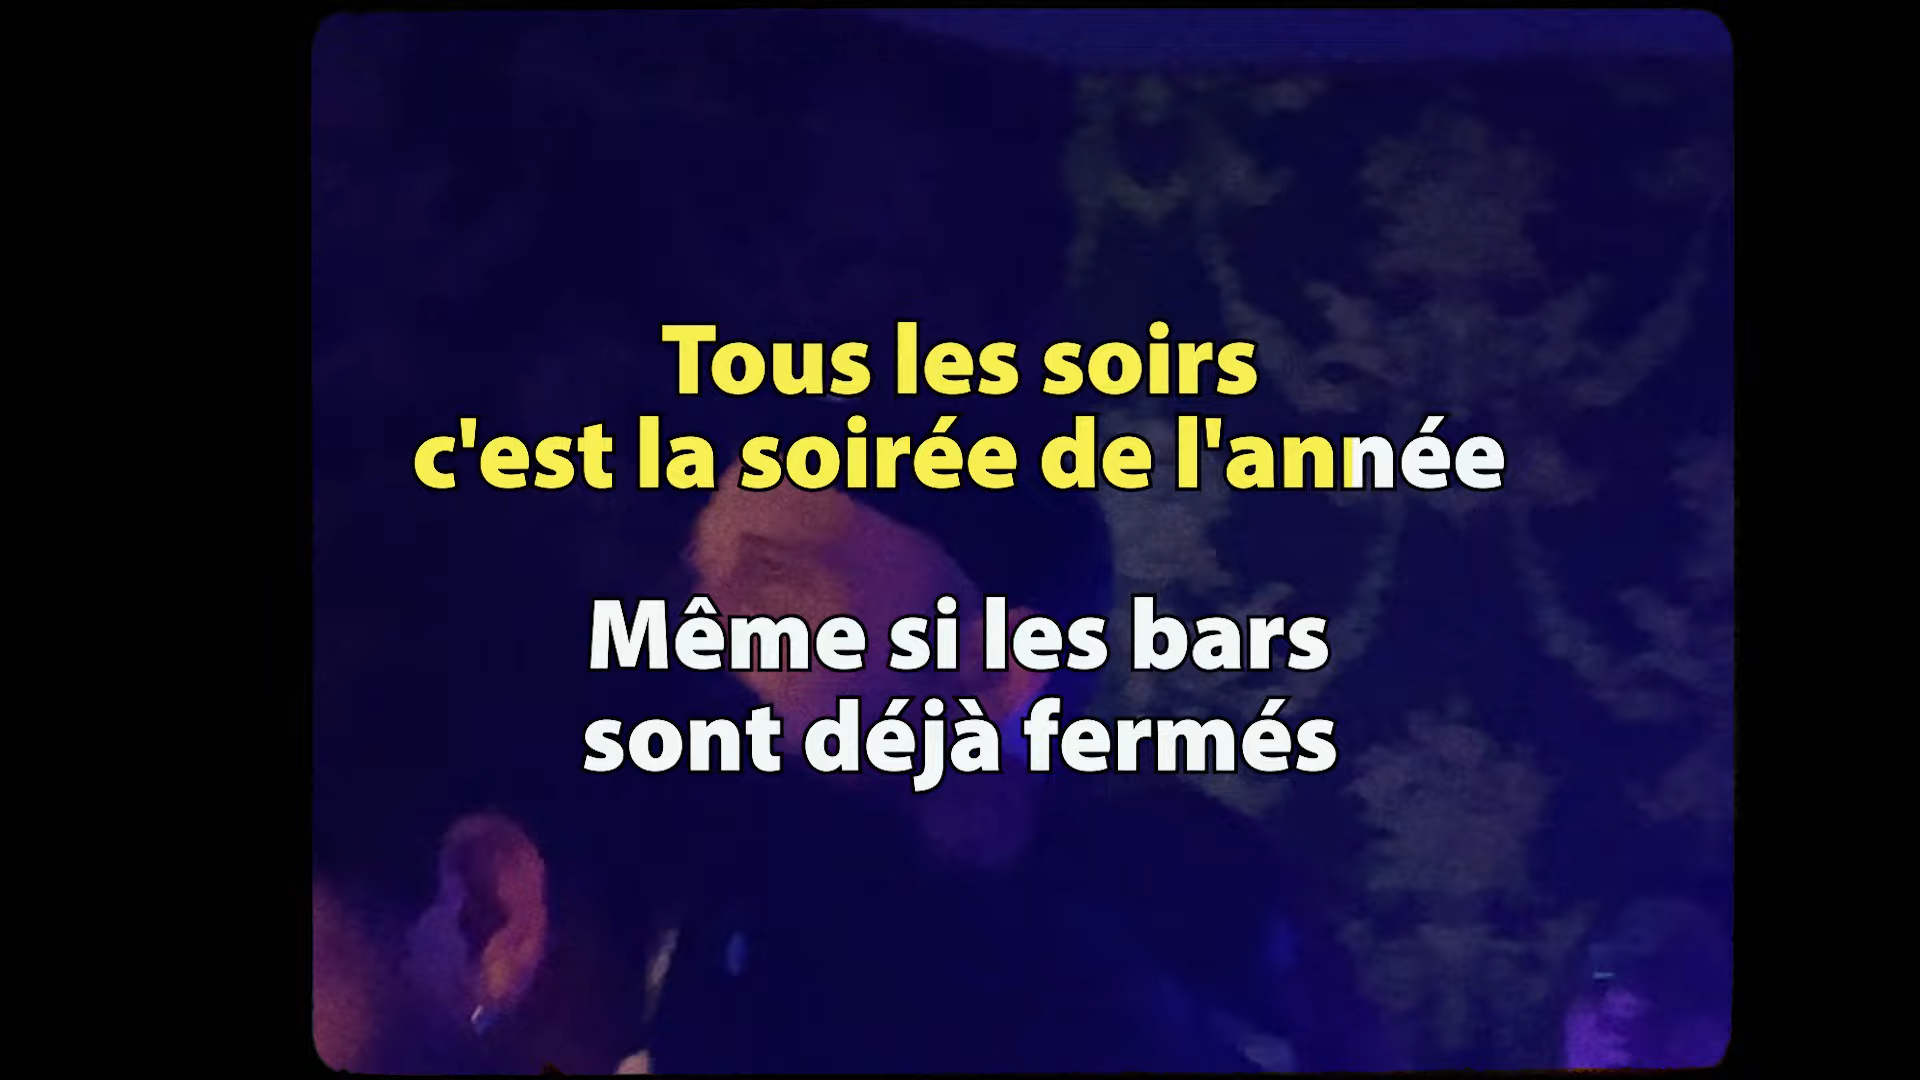 Tous les soirs
c'est la soirée de l'année
Même si les bars
sont déjà fermés